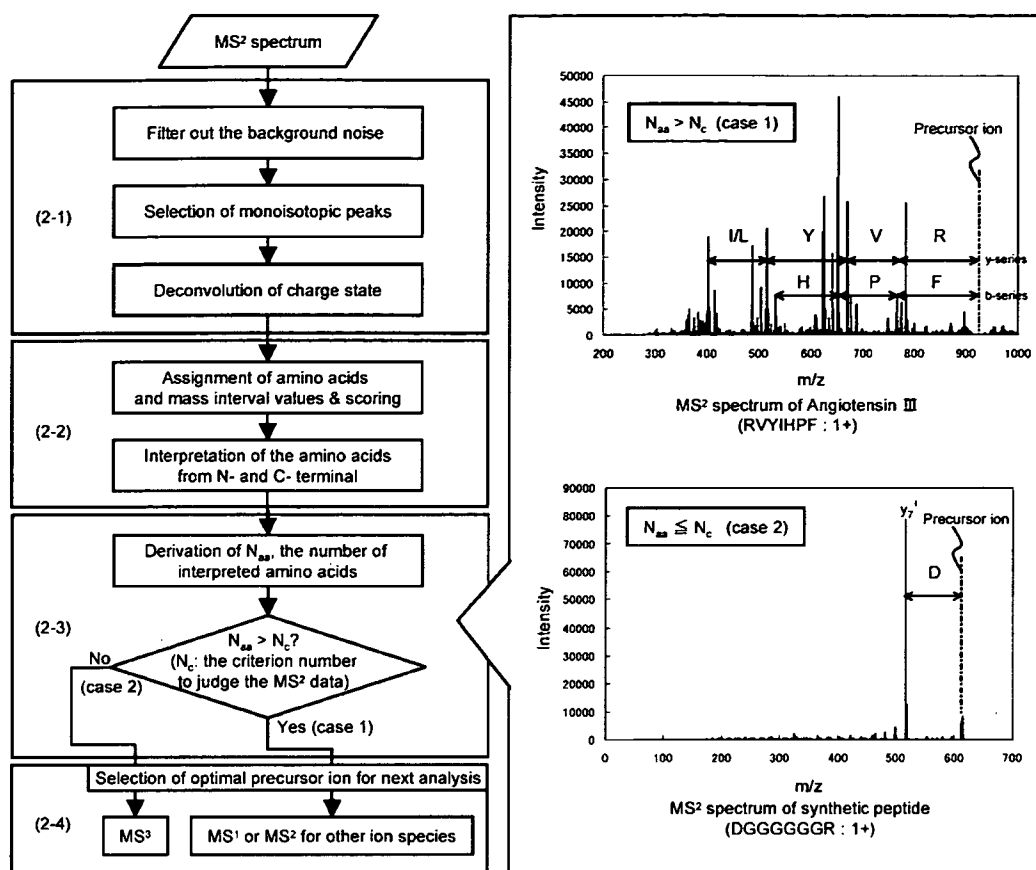 MS² spectrum
(2-1)
Filter out the background noise
Selection of monoisotopic peaks
Deconvolution of charge state
(2-2)
Assignment of amino acids
and mass interval values & scoring
Interpretation of the amino acids
from N- and C- terminal
(2-3)
Derivation of Naa, the number of
interpreted amino acids
Naa > Nc?
(Nc: the criterion number
to judge the MS² data)
No
(case 2)
Yes (case 1)
(2-4)
Selection of optimal precursor ion for next analysis
MS³
MS¹ or MS² for other ion species
50000
45000
40000
35000
30000
25000
20000
15000
10000
5000
0
Intensity
Naa > Nc (case 1)
Precursor ion
I/L Y V R
y-series
H P F
b-series
200 300 400 500 600 700 800 900 1000
m/z
MS² spectrum of Angiotensin III
(RVYIHPF : 1+)
90000
80000
70000
60000
50000
40000
30000
20000
10000
0
Intensity
Naa ≦ Nc (case 2)
y₇¹
Precursor ion
D
0 100 200 300 400 500 600 700
m/z
MS² spectrum of synthetic peptide
(DGGGGGGR : 1+)